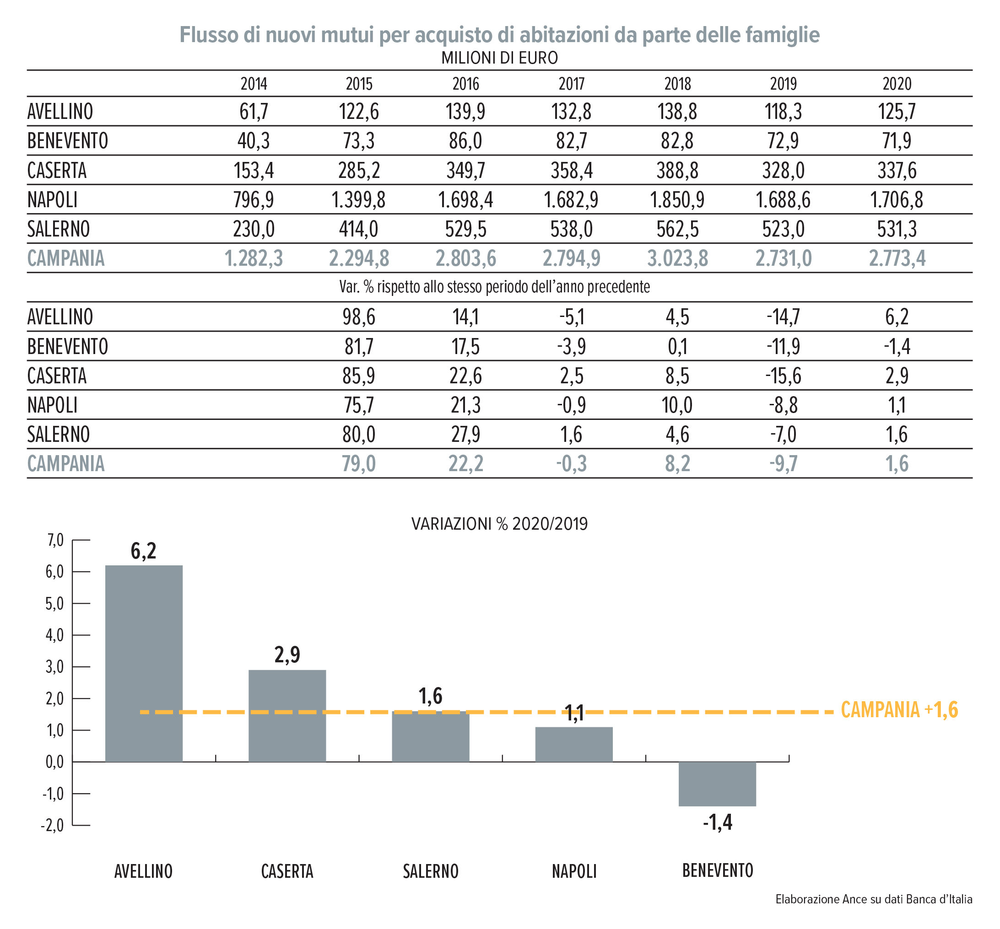 Flusso di nuovi mutui per acquisto di abitazioni da parte delle famiglie
MILIONI DI EURO
2014 2015 2016 2017 2018 2019 2020
AVELLINO 61,7 122,6 139,9 132,8 138,8 118,3 125,7
BENEVENTO 40,3 73,3 86,0 82,7 82,8 72,9 71,9
CASERTA 153,4 285,2 349,7 358,4 388,8 328,0 337,6
NAPOLI 796,9 1.399,8 1.698,4 1.682,9 1.850,9 1.688,6 1.706,8
SALERNO 230,0 414,0 529,5 538,0 562,5 523,0 531,3
CAMPANIA 1.282,3 2.294,8 2.803,6 2.794,9 3.023,8 2.731,0 2.773,4
Var. % rispetto allo stesso periodo dell’anno precedente
AVELLINO 98,6 14,1 -5,1 4,5 -14,7 6,2
BENEVENTO 81,7 17,5 -3,9 0,1 -11,9 -1,4
CASERTA 85,9 22,6 2,5 8,5 -15,6 2,9
NAPOLI 75,7 21,3 -0,9 10,0 -8,8 1,1
SALERNO 80,0 27,9 1,6 4,6 -7,0 1,6
CAMPANIA 79,0 22,2 -0,3 8,2 -9,7 1,6
VARIAZIONI % 2020/2019
7,0
6,0
5,0
4,0
3,0
2,0
1,0
0,0
-1,0
-2,0
6,2
2,9
1,6
1,1
-1,4
CAMPANIA +1,6
AVELLINO CASERTA SALERNO NAPOLI BENEVENTO
Elaborazione Ance su dati Banca d’Italia